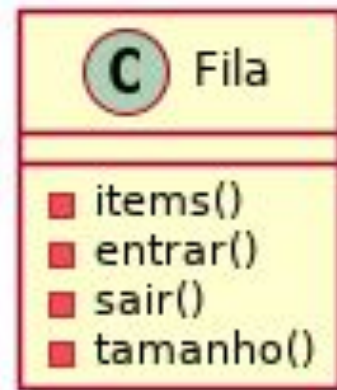 C Fila
items()
entrar()
sair()
tamanho()